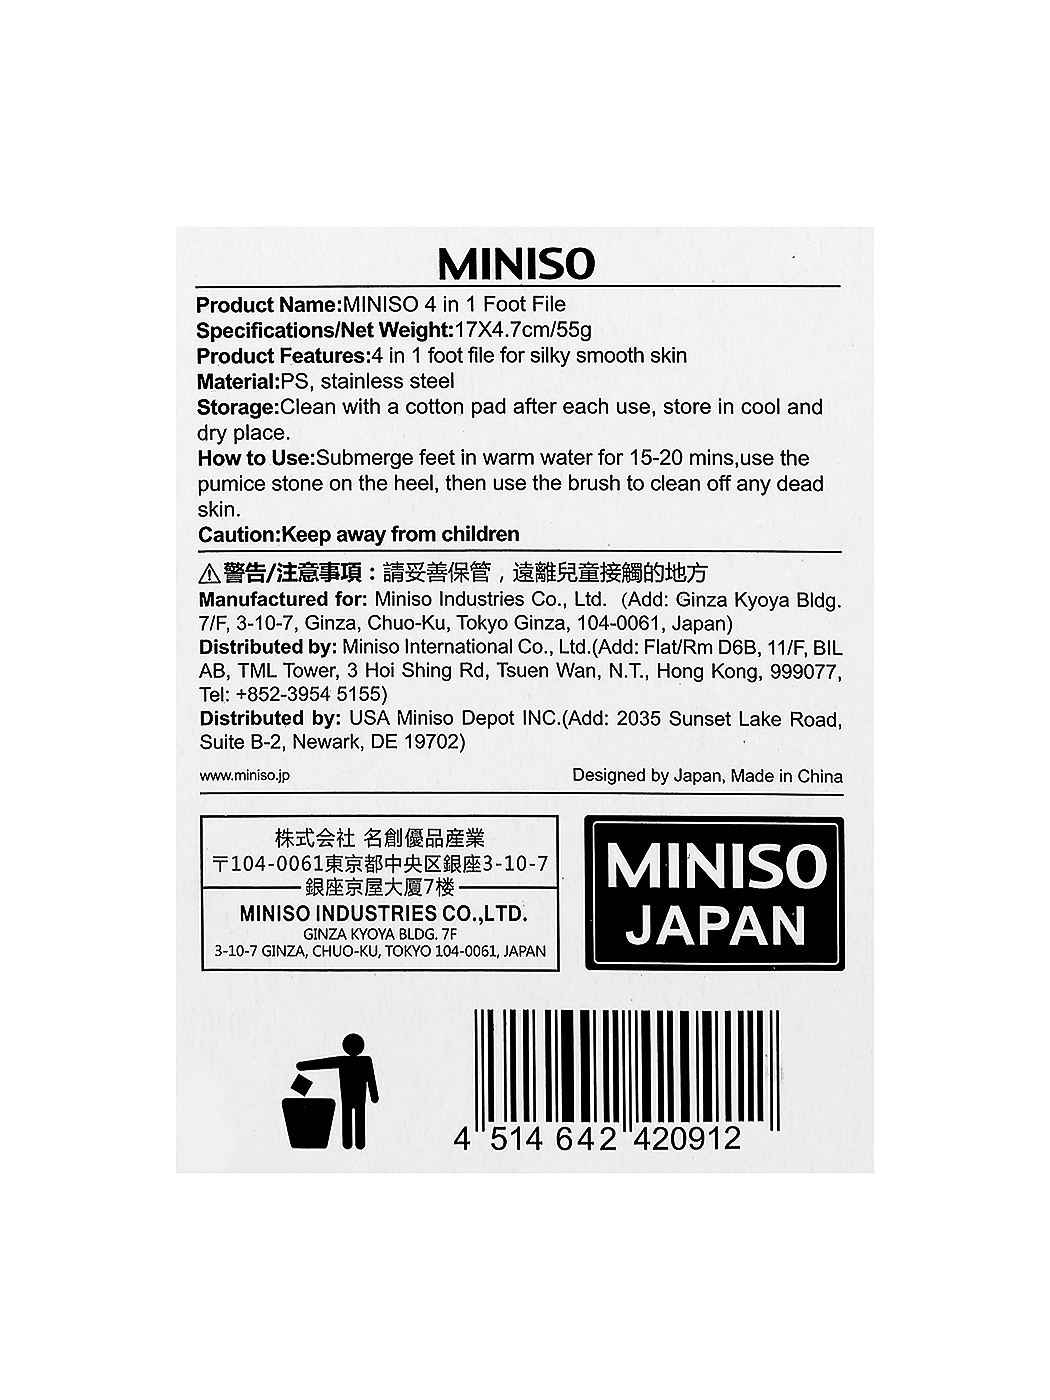 MINISO
Product Name:MINISO 4 in 1 Foot File
Specifications/Net Weight:17X4.7cm/55g
Product Features:4 in 1 foot file for silky smooth skin
Material:PS, stainless steel
Storage:Clean with a cotton pad after each use, store in cool and
dry place.
How to Use:Submerge feet in warm water for 15-20 mins,use the
pumice stone on the heel, then use the brush to clean off any dead
skin.
Caution:Keep away from children
⚠警告/注意事項：請妥善保管，遠離兒童接觸的地方
Manufactured for: Miniso Industries Co., Ltd. (Add: Ginza Kyoya Bldg.
7/F, 3-10-7, Ginza, Chuo-Ku, Tokyo Ginza, 104-0061, Japan)
Distributed by: Miniso International Co., Ltd.(Add: Flat/Rm D6B, 11/F, BIL
AB, TML Tower, 3 Hoi Shing Rd, Tsuen Wan, N.T., Hong Kong, 999077,
Tel: +852-3954 5155)
Distributed by: USA Miniso Depot INC.(Add: 2035 Sunset Lake Road,
Suite B-2, Newark, DE 19702)
www.miniso.jp
Designed by Japan, Made in China
株式会社 名創優品産業
〒104-0061東京都中央区銀座3-10-7
銀座京屋大厦7楼
MINISO INDUSTRIES CO.,LTD.
GINZA KYOYA BLDG. 7F
3-10-7 GINZA, CHUO-KU, TOKYO 104-0061, JAPAN
MINISO
JAPAN
4 514 642 420912